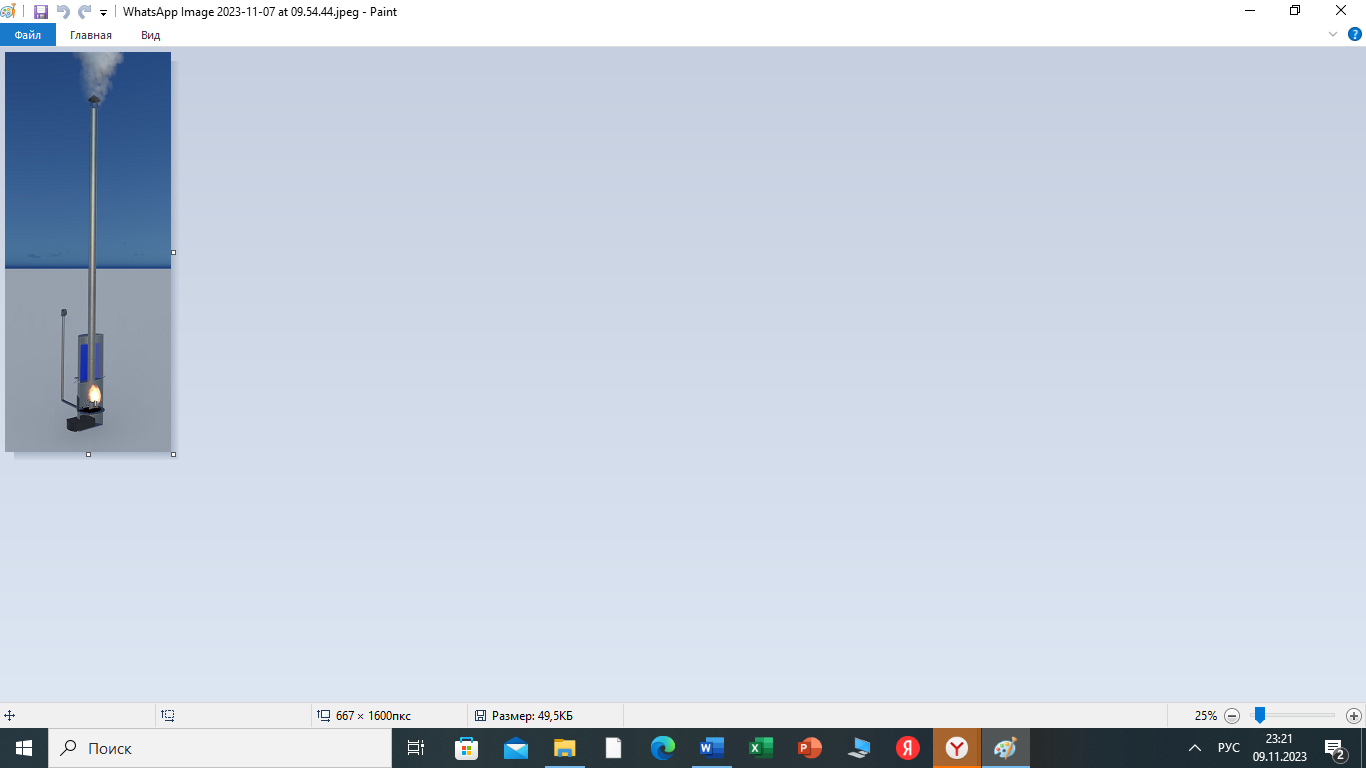 WhatsApp Image 2023-11-07 at 09.54.44.jpeg - Paint
Файл Главная Вид
667 × 1600пкс
Размер: 49,5КБ
25%
Поиск
РУС
23:21
09.11.2023
2